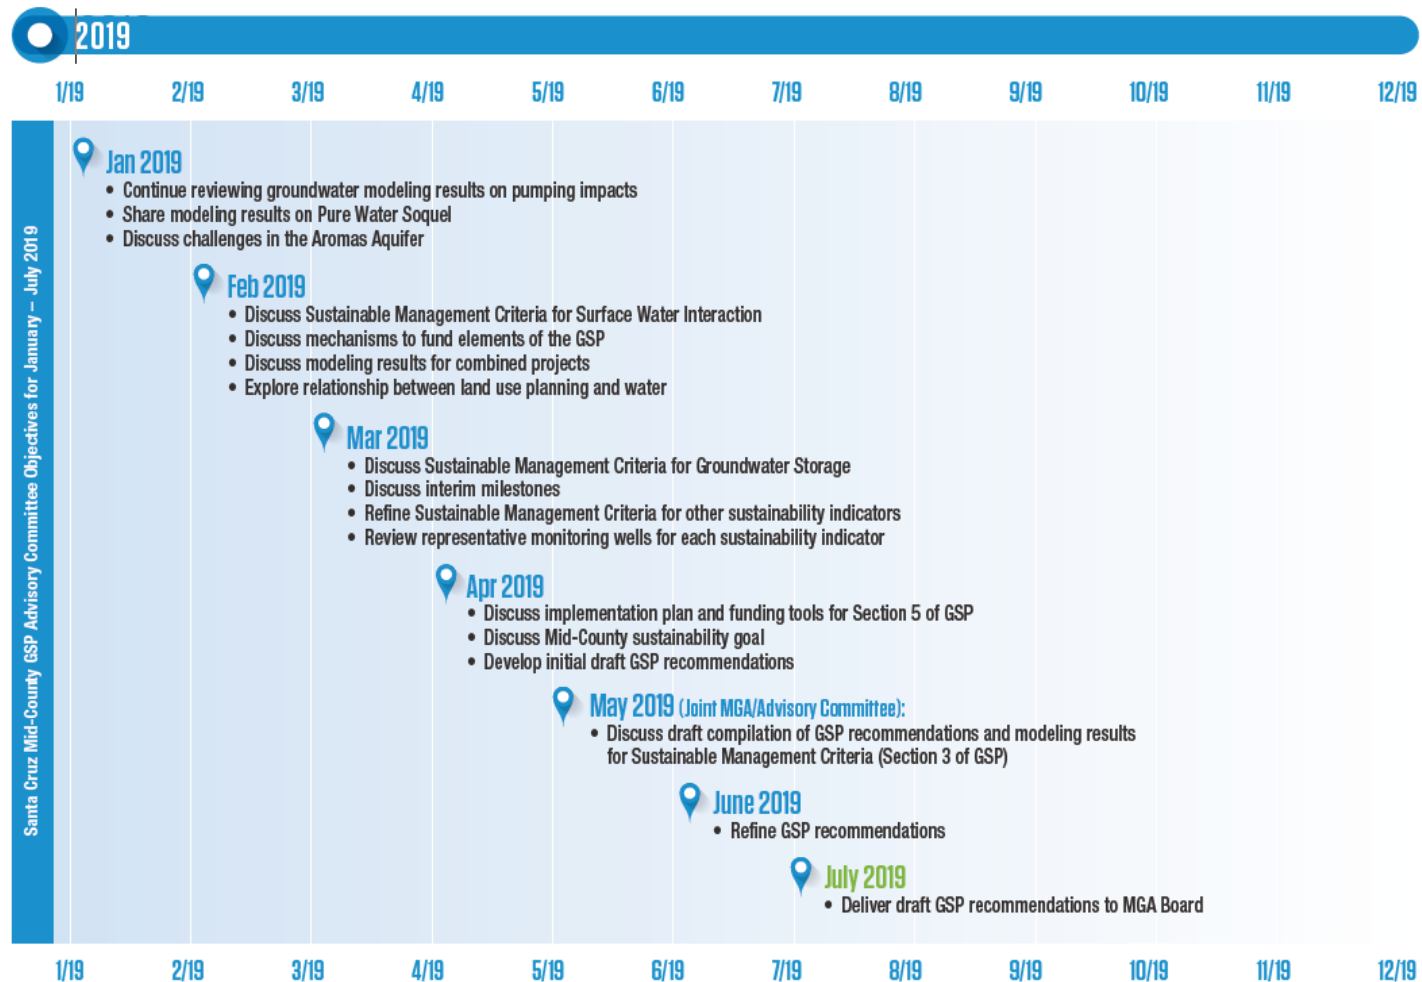 2019
1/19 2/19 3/19 4/19 5/19 6/19 7/19 8/19 9/19 10/19 11/19 12/19
Santa Cruz Mid-County GSP Advisory Committee Objectives for January – July 2019
Jan 2019
• Continue reviewing groundwater modeling results on pumping impacts
• Share modeling results on Pure Water Soquel
• Discuss challenges in the Aromas Aquifer
Feb 2019
• Discuss Sustainable Management Criteria for Surface Water Interaction
• Discuss mechanisms to fund elements of the GSP
• Discuss modeling results for combined projects
• Explore relationship between land use planning and water
Mar 2019
• Discuss Sustainable Management Criteria for Groundwater Storage
• Discuss interim milestones
• Refine Sustainable Management Criteria for other sustainability indicators
• Review representative monitoring wells for each sustainability indicator
Apr 2019
• Discuss implementation plan and funding tools for Section 5 of GSP
• Discuss Mid-County sustainability goal
• Develop initial draft GSP recommendations
May 2019 (Joint MGA/Advisory Committee):
• Discuss draft compilation of GSP recommendations and modeling results
for Sustainable Management Criteria (Section 3 of GSP)
June 2019
• Refine GSP recommendations
July 2019
• Deliver draft GSP recommendations to MGA Board
1/19 2/19 3/19 4/19 5/19 6/19 7/19 8/19 9/19 10/19 11/19 12/19